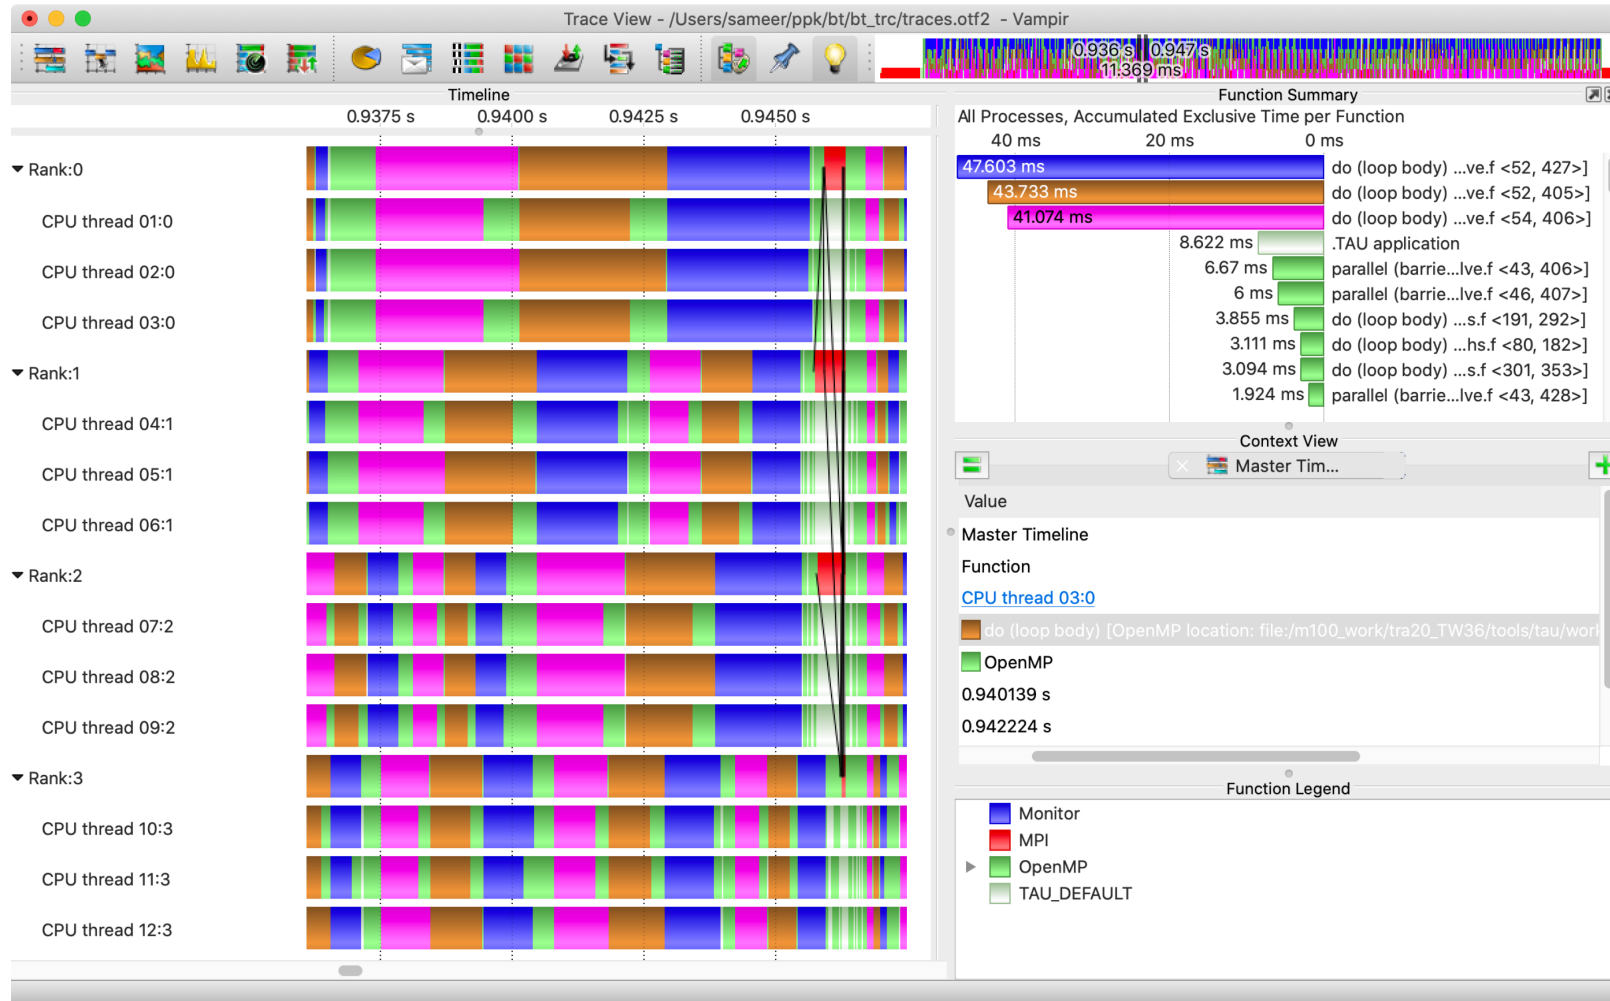 Trace View - /Users/sameer/ppk/bt/bt_trc/traces.otf2 - Vampir
0.936 s 0.947 s
11.369 ms
Timeline
0.9375 s 0.9400 s 0.9425 s 0.9450 s
Rank:0
CPU thread 01:0
CPU thread 02:0
CPU thread 03:0
Rank:1
CPU thread 04:1
CPU thread 05:1
CPU thread 06:1
Rank:2
CPU thread 07:2
CPU thread 08:2
CPU thread 09:2
Rank:3
CPU thread 10:3
CPU thread 11:3
CPU thread 12:3
Function Summary
All Processes, Accumulated Exclusive Time per Function
40 ms 20 ms 0 ms
47.603 ms do (loop body) ...ve.f <52, 427>]
43.733 ms do (loop body) ...ve.f <52, 405>]
41.074 ms do (loop body) ...ve.f <54, 406>]
8.622 ms .TAU application
6.67 ms parallel (barrie...lve.f <43, 406>]
6 ms parallel (barrie...lve.f <46, 407>]
3.855 ms do (loop body) ...s.f <191, 292>]
3.111 ms do (loop body) ...hs.f <80, 182>]
3.094 ms do (loop body) ...s.f <301, 353>]
1.924 ms parallel (barrie...lve.f <43, 428>]
Context View
Master Tim...
Value
Master Timeline
Function
CPU thread 03:0
do (loop body) [OpenMP location: file:/m100_work/tra20_TW36/tools/tau/worl
OpenMP
0.940139 s
0.942224 s
Function Legend
Monitor
MPI
OpenMP
TAU_DEFAULT